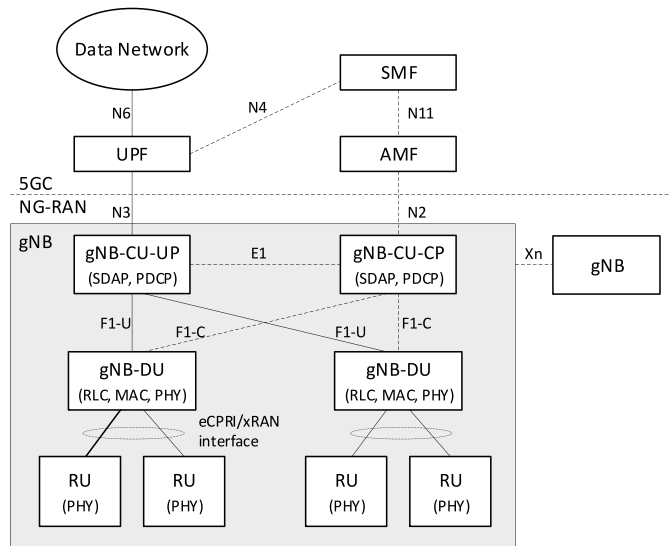 Data Network
SMF
N4
N6
N11
UPF
AMF
5GC
NG-RAN
N3
N2
gNB
gNB-CU-UP
(SDAP, PDCP)
E1
gNB-CU-CP
(SDAP, PDCP)
Xn
gNB
F1-U
F1-C
F1-U
F1-C
gNB-DU
(RLC, MAC, PHY)
gNB-DU
(RLC, MAC, PHY)
eCPRI/xRAN
interface
RU
(PHY)
RU
(PHY)
RU
(PHY)
RU
(PHY)